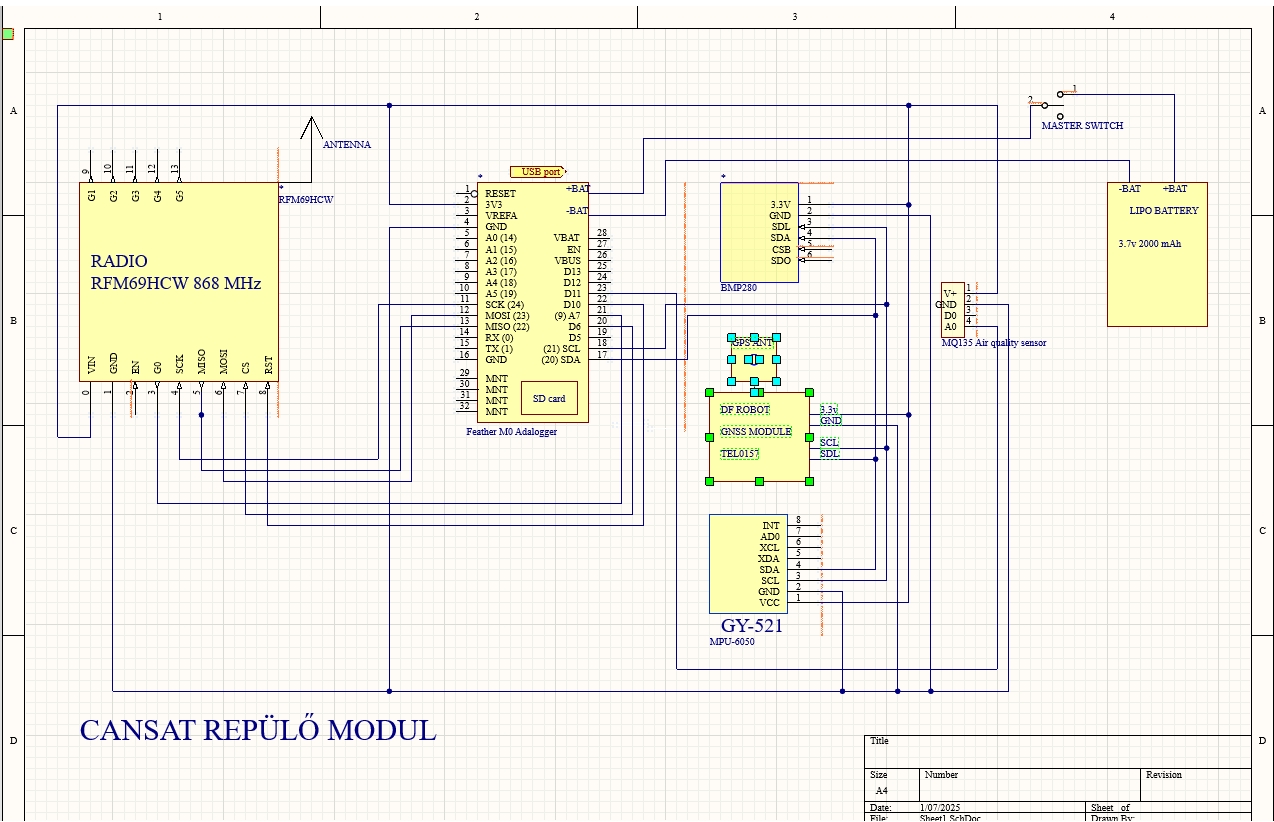 1 2 3 4
A A
B B
C C
D D
1
2
MASTER SWITCH
ANTENNA
9 10 11 12 13
G1 G2 G3 G4 G5
*
RFM69HCW
RADIO
RFM69HCW 868 MHz
VIN GND EN G0 SCK MISO MOSI CS RST
0 1 2 3 4 5 6 7 8
USB port
*
+BAT
-BAT
1 RESET
2 3V3
3 VREFA
4 GND
5 A0 (14)
6 A1 (15)
7 A2 (16)
8 A3 (17)
9 A4 (18)
10 A5 (19)
11 SCK (24)
12 MOSI (23)
13 MISO (22)
14 RX (0)
15 TX (1)
16 GND
29 MNT
30 MNT
31 MNT
32 MNT
VBAT 28
EN 27
VBUS 26
D13 25
D12 24
D11 23
D10 22
(9) A7 21
D6 20
D5 19
(21) SCL 18
(20) SDA 17
SD card
Feather M0 Adalogger
*
3.3V 1
GND 2
SDL 3
SDA 4
CSB 5
SDO 6
BMP280
-BAT +BAT
LIPO BATTERY
3.7v 2000 mAh
V+ 1
GND 2
D0 3
A0 4
MQ135 Air quality sensor
GPS ANT
DF ROBOT
GNSS MODULE
TEL0157
3.3v
GND
SCL
SDL
INT 8
AD0 7
XCL 6
XDA 5
SDA 4
SCL 3
GND 2
VCC 1
GY-521
MPU-6050
CANSAT REPÜLŐ MODUL
Title
Size Number Revision
A4
Date: 1/07/2025 Sheet of
File: Sheet1.SchDoc Drawn By: